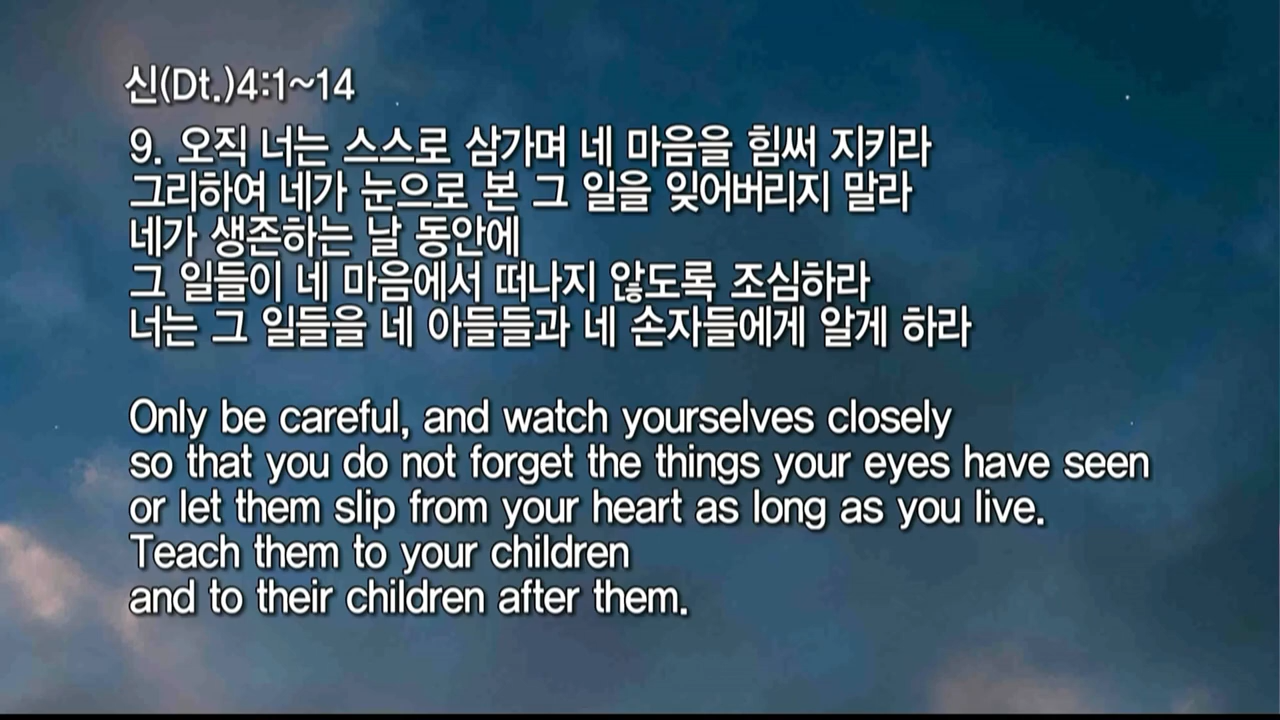 신(Dt.)4:1~14
9. 오직 너는 스스로 삼가며 네 마음을 힘써 지키라
그리하여 네가 눈으로 본 그 일을 잊어버리지 말라
네가 생존하는 날 동안에
그 일들이 네 마음에서 떠나지 않도록 조심하라
너는 그 일들을 네 아들들과 네 손자들에게 알게 하라
Only be careful, and watch yourselves closely
so that you do not forget the things your eyes have seen
or let them slip from your heart as long as you live.
Teach them to your children
and to their children after them.